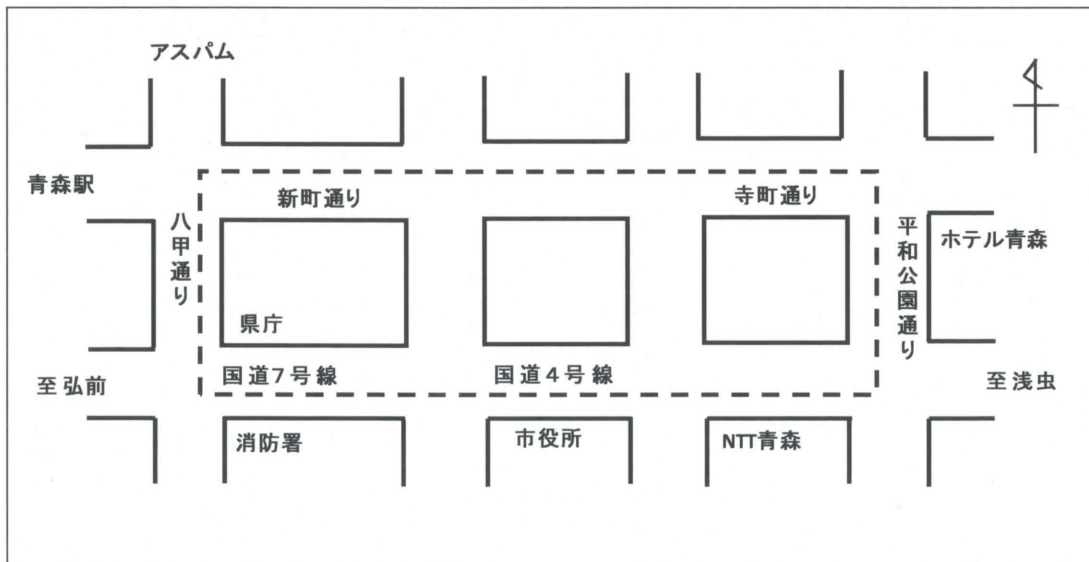 アスパム
青森駅
新町通り
寺町通り
八甲通り
平和公園通り
ホテル青森
県庁
国道7号線
国道4号線
至弘前
至浅虫
消防署
市役所
NTT青森